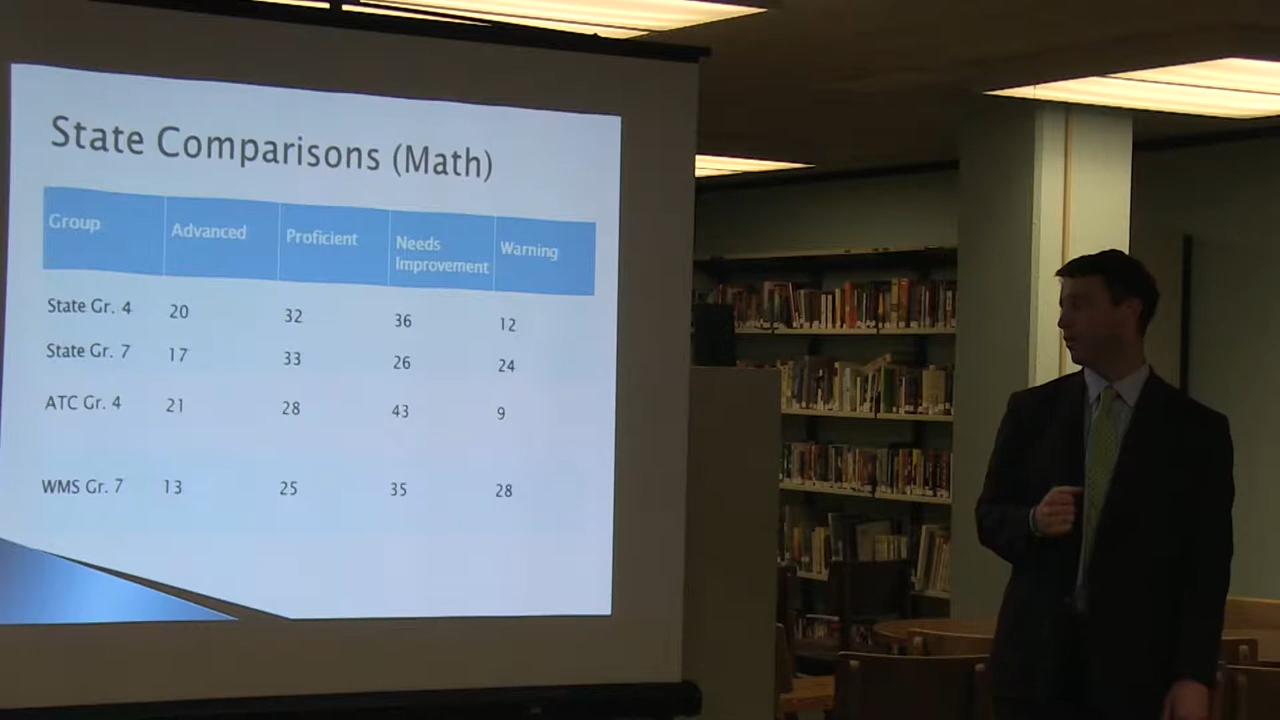 State Comparisons (Math)
Group Advanced Proficient Needs Improvement Warning
State Gr. 4 20 32 36 12
State Gr. 7 17 33 26 24
ATC Gr. 4 21 28 43 9
WMS Gr. 7 13 25 35 28